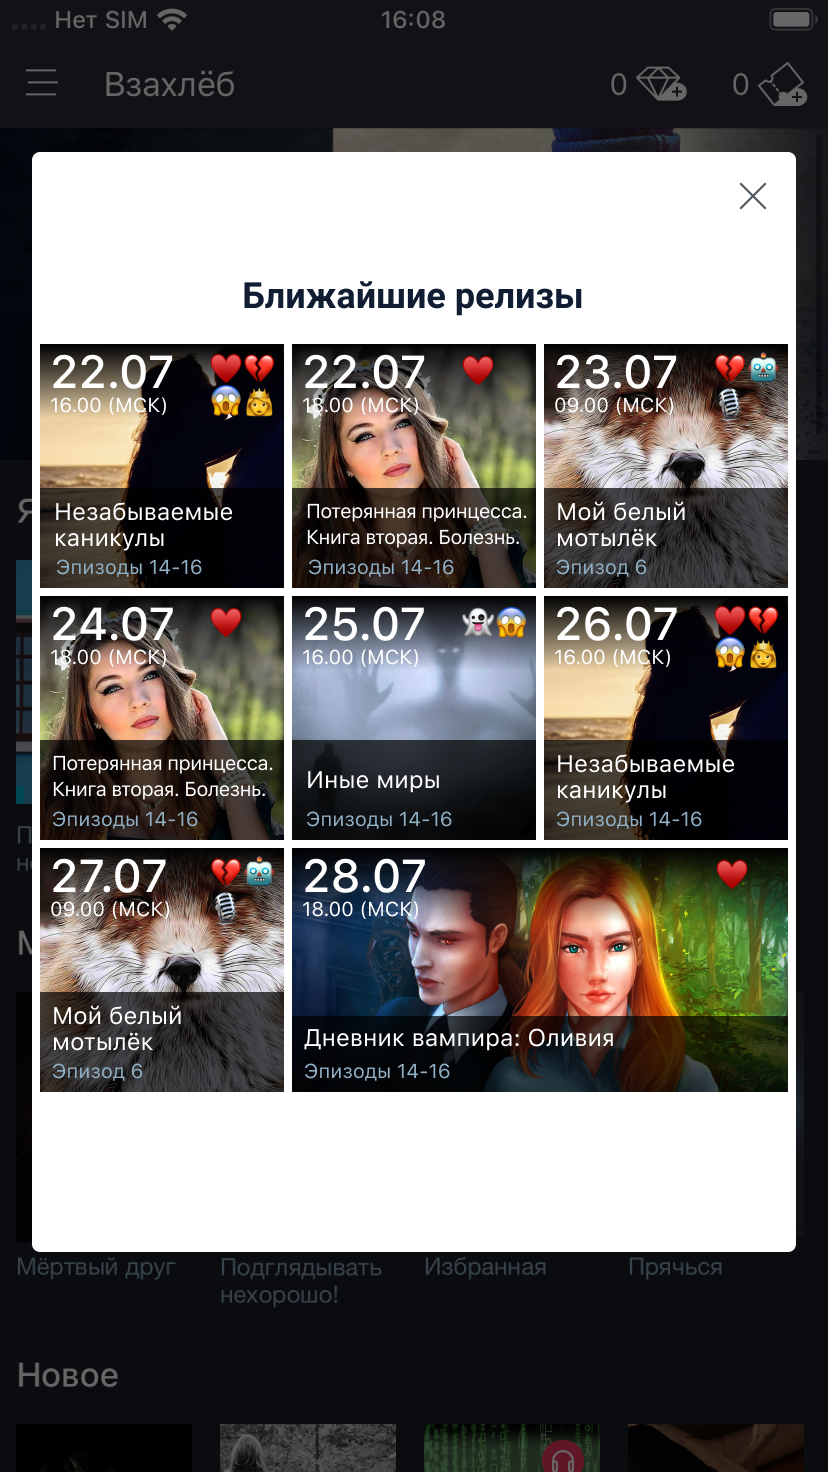 Нет SIM
16:08
Взахлёб
0
0
Ближайшие релизы
22.07
16.00 (МСК)
Незабываемые
каникулы
Эпизоды 14-16
22.07
18.00 (МСК)
Потерянная принцесса.
Книга вторая. Болезнь.
Эпизоды 14-16
23.07
09.00 (МСК)
Мой белый
мотылёк
Эпизод 6
24.07
18.00 (МСК)
Потерянная принцесса.
Книга вторая. Болезнь.
Эпизоды 14-16
25.07
16.00 (МСК)
Иные миры
Эпизоды 14-16
26.07
16.00 (МСК)
Незабываемые
каникулы
Эпизоды 14-16
27.07
09.00 (МСК)
Мой белый
мотылёк
Эпизод 6
28.07
18.00 (МСК)
Дневник вампира: Оливия
Эпизоды 14-16
Мёртвый друг
Подглядывать
нехорошо!
Избранная
Прячься
Новое